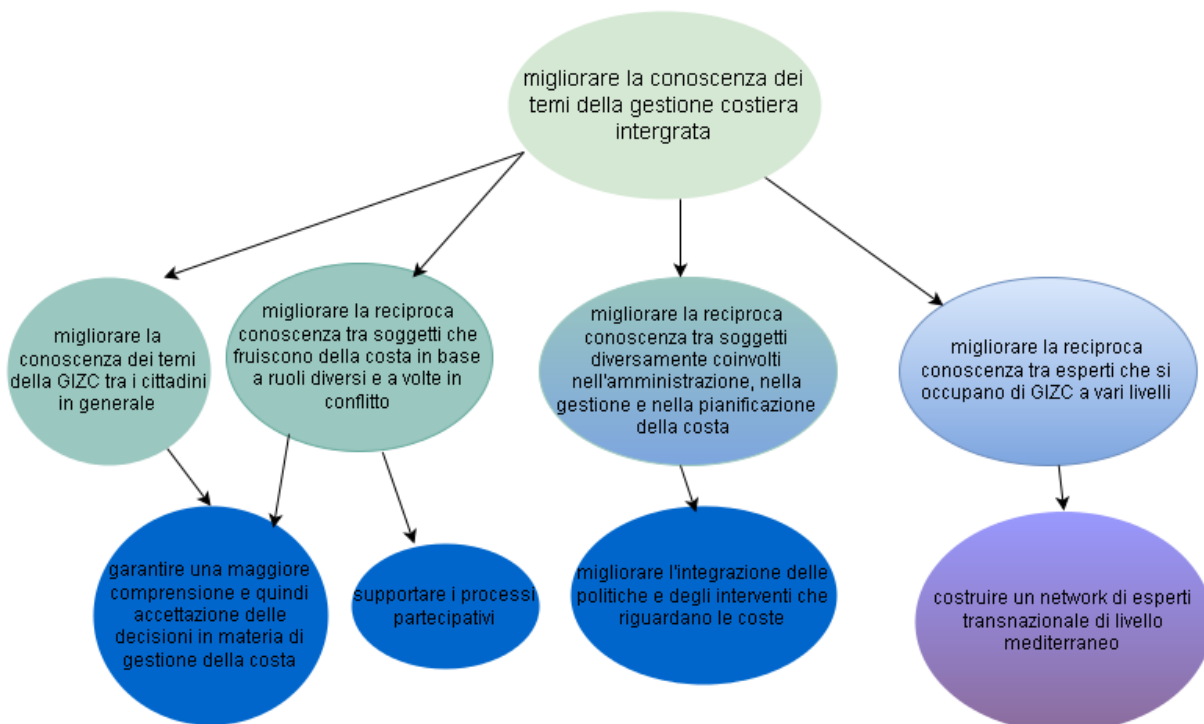 migliorare la conoscenza dei
temi della gestione costiera
intergrata
migliorare la
conoscenza dei temi
della GIZC tra i cittadini
in generale
migliorare la reciproca
conoscenza tra soggetti che
fruiscono della costa in base
a ruoli diversi e a volte in
conflitto
migliorare la reciproca
conoscenza tra soggetti
diversamente coinvolti
nell'amministrazione, nella
gestione e nella pianificazione
della costa
migliorare la reciproca
conoscenza tra esperti che si
occupano di GIZC a vari livelli
garantire una maggiore
comprensione e quindi
accettazione delle
decisioni in materia di
gestione della costa
supportare i processi
partecipativi
migliorare l'integrazione delle
politiche e degli interventi che
riguardano le coste
costruire un network di esperti
transnazionale di livello
mediterraneo